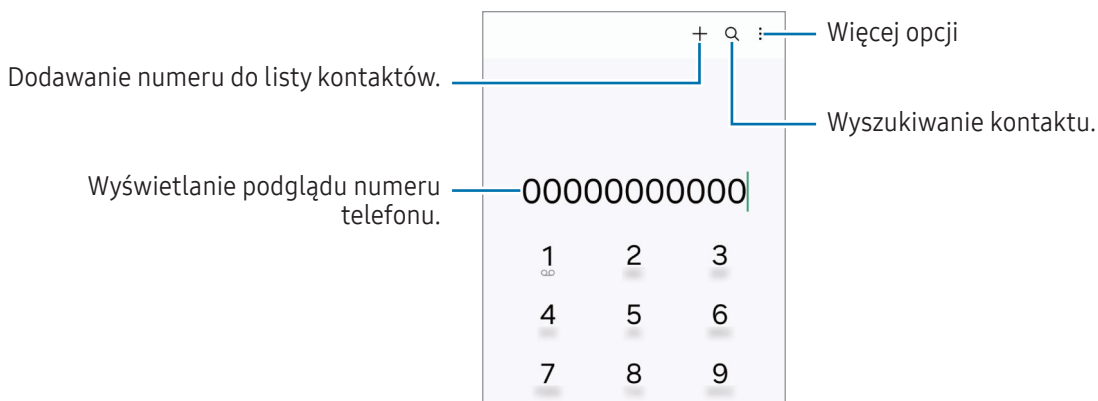 Więcej opcji
Dodawanie numeru do listy kontaktów.
Wyszukiwanie kontaktu.
Wyświetlanie podglądu numeru
telefonu.
00000000000
1 2 3
4 5 6
7 8 9